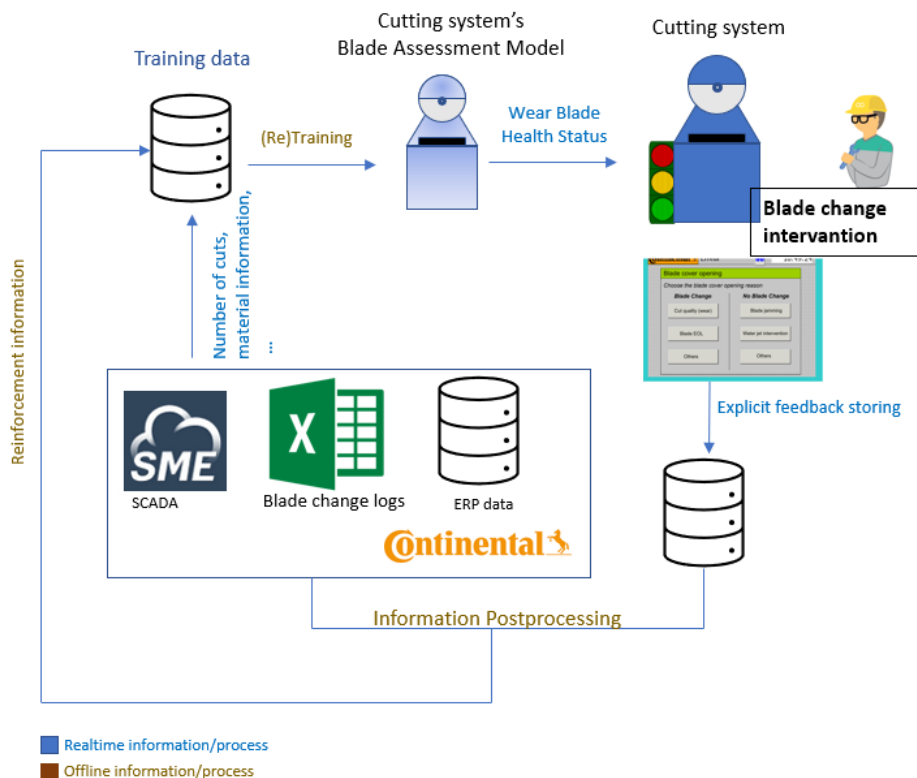 Cutting system's
Blade Assessment Model
Cutting system
Training data
(Re)Training
Wear Blade
Health Status
Blade change
intervantion
Number of cuts,
material information,
...
Reinforcement information
Blade cover opening
Choose the blade cover opening reason
Blade Change
No Blade Change
Cut quality (wear)
Blade jamming
Blade EOL
Water jet intervention
Others
Others
Explicit feedback storing
X
SME
SCADA
Blade change logs
ERP data
Continental
Information Postprocessing
Realtime information/process
Offline information/process